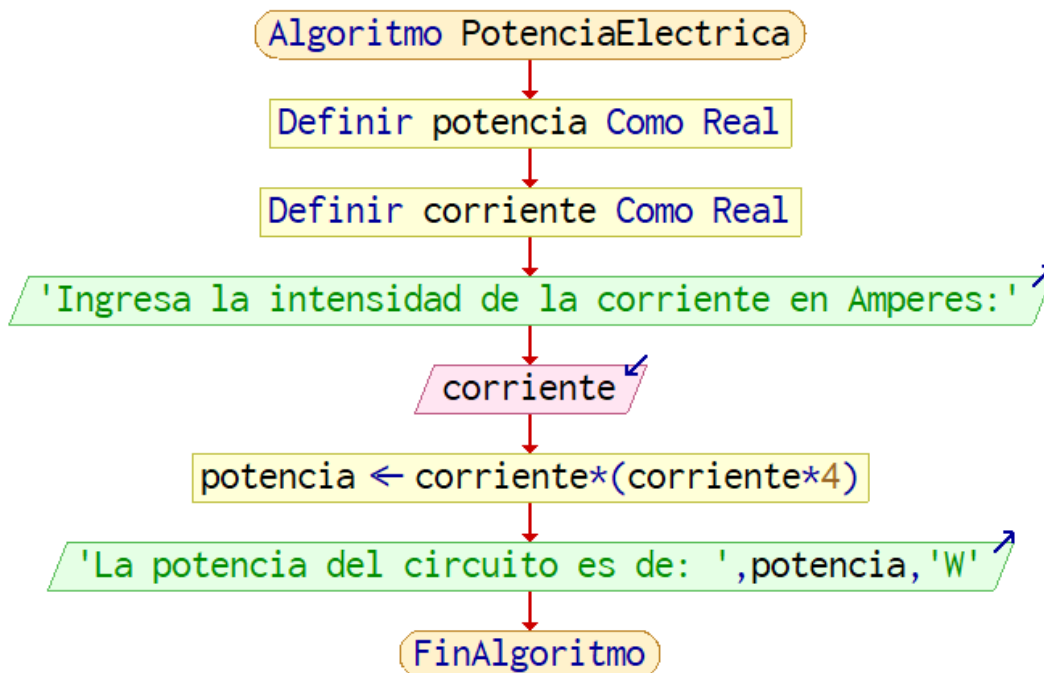 Algoritmo PotenciaElectrica
Definir potencia Como Real
Definir corriente Como Real
'Ingresa la intensidad de la corriente en Amperes:'
corriente
potencia ← corriente*(corriente*4)
'La potencia del circuito es de: ',potencia,'W'
FinAlgoritmo